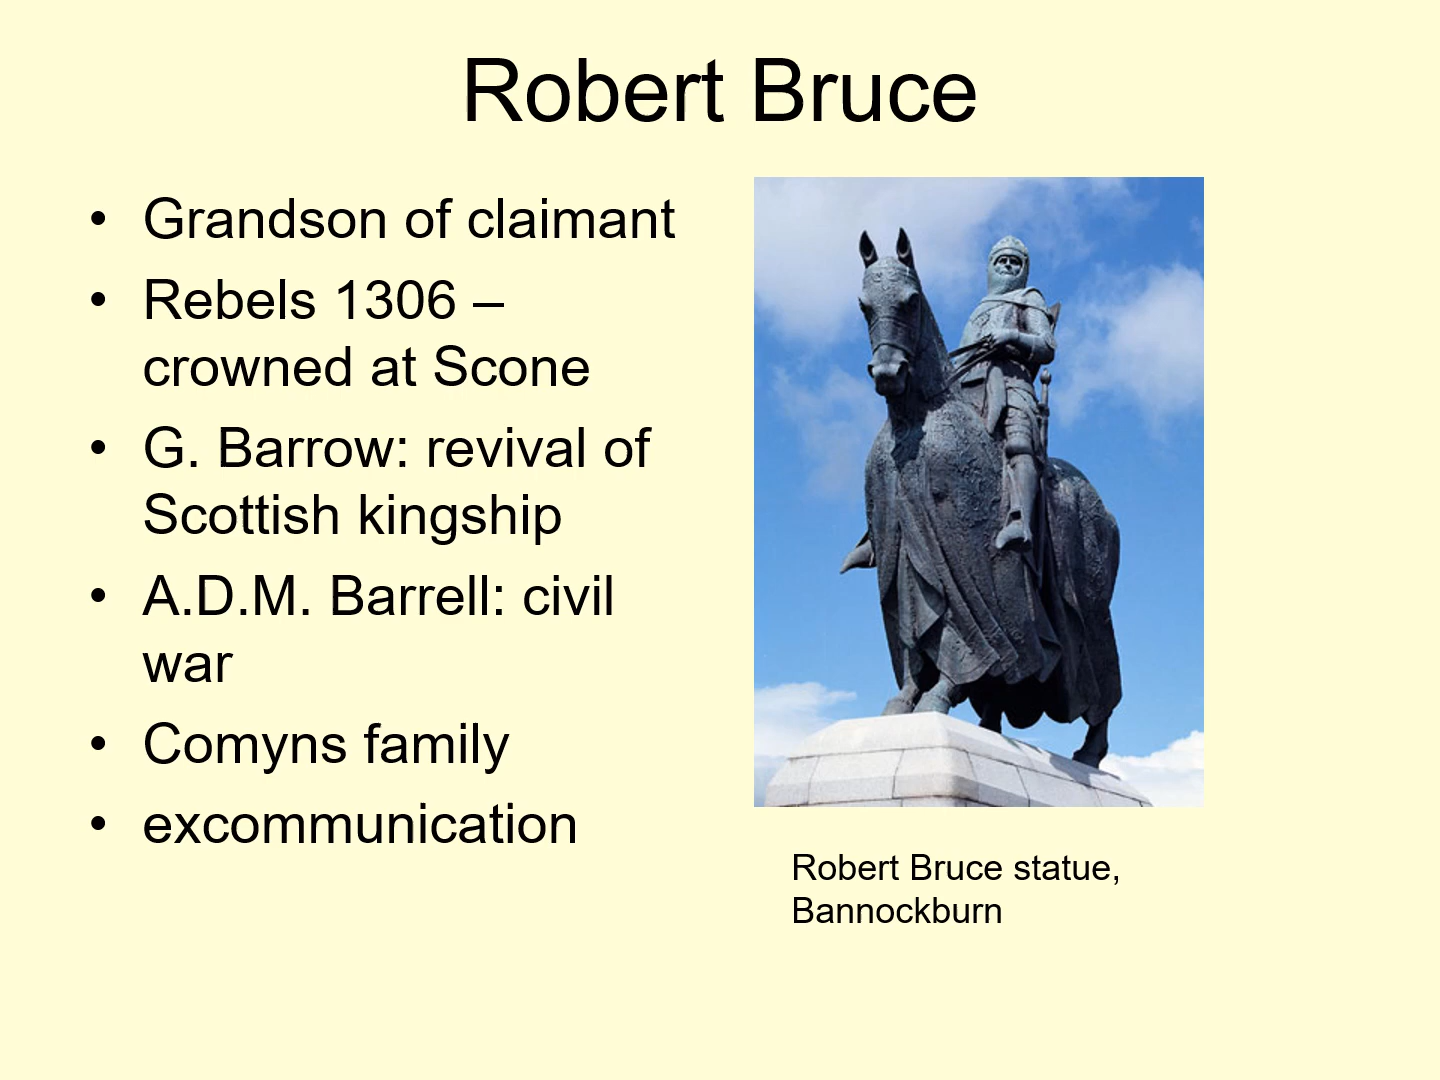 Robert Bruce
• Grandson of claimant
• Rebels 1306 –
crowned at Scone
• G. Barrow: revival of
Scottish kingship
• A.D.M. Barrell: civil
war
• Comyns family
• excommunication
Robert Bruce statue,
Bannockburn